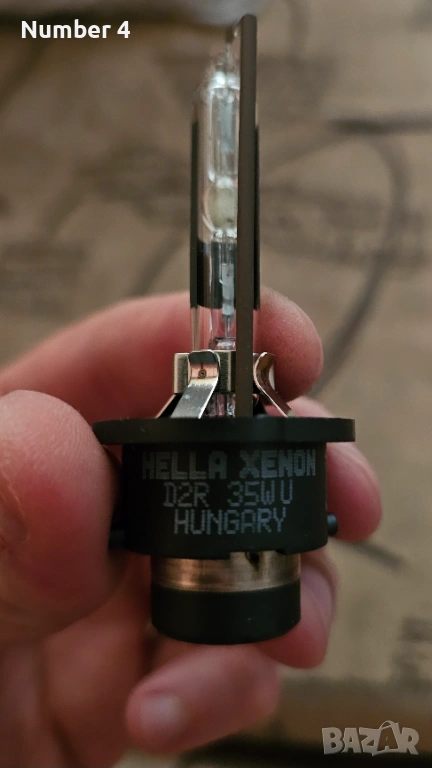 Number 4
HELLA XENON
D2R 35W U
HUNGARY
BAZAR